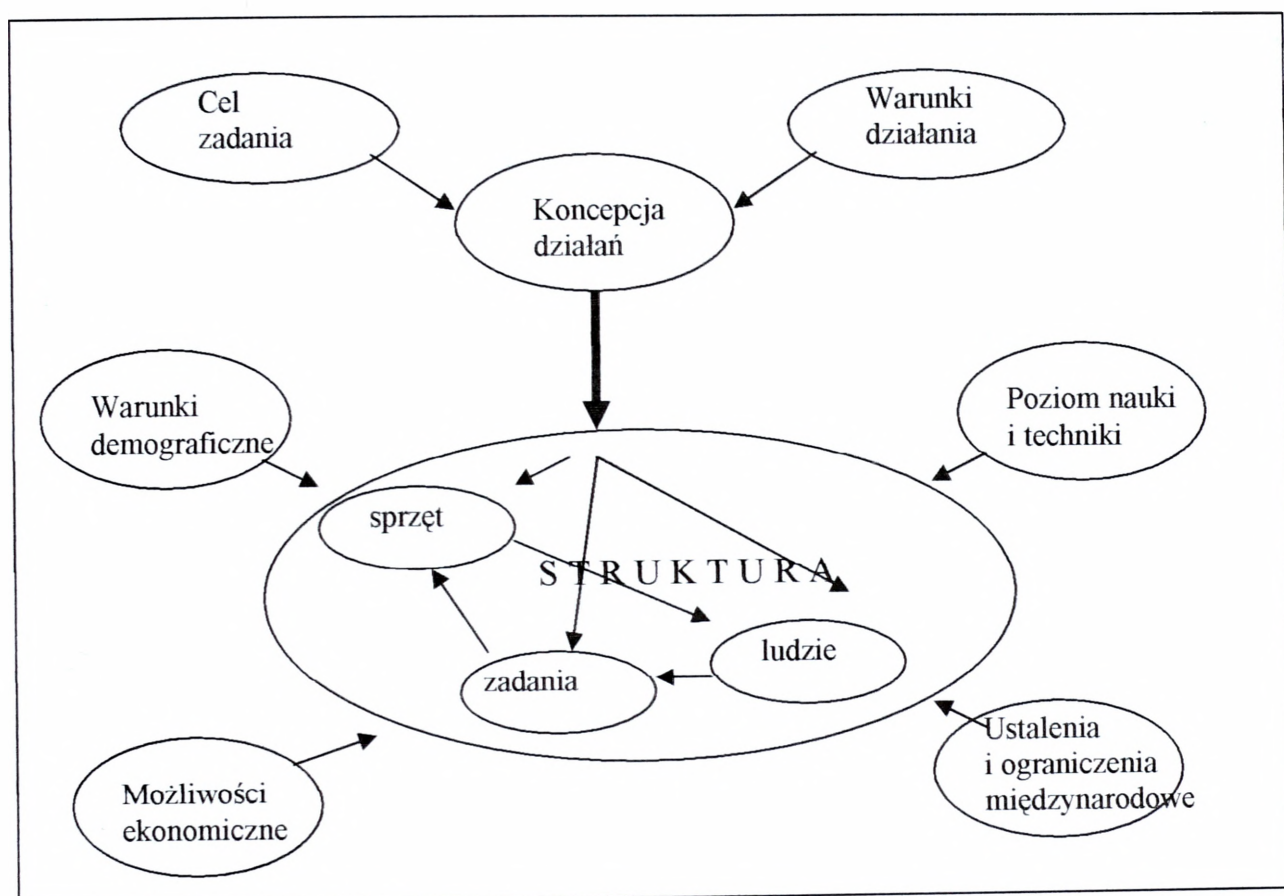 Cel
zadania
Warunki
działania
Koncepcja
działań
Warunki
demograficzne
Poziom nauki
i techniki
sprzęt
STRUKTURA
ludzie
zadania
Ustalenia
i ograniczenia
międzynarodowe
Możliwości
ekonomiczne